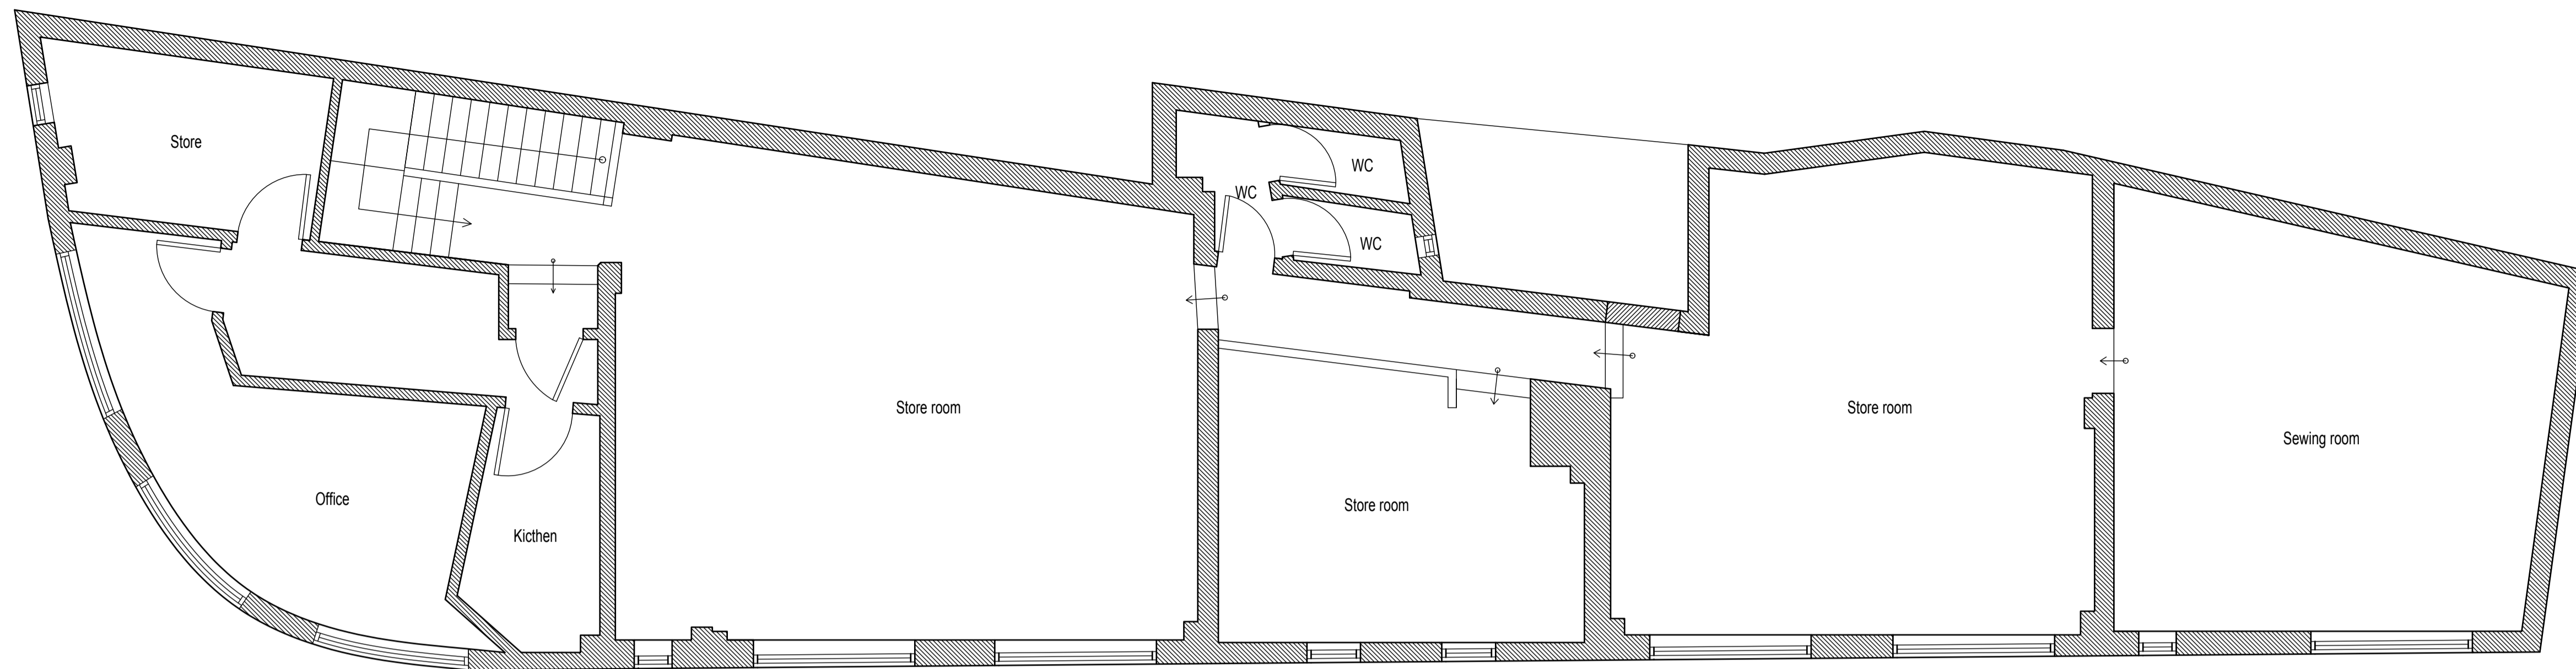 Store
WC
WC
WC
Store room
Store room
Sewing room
Office
Store room
Kicthen